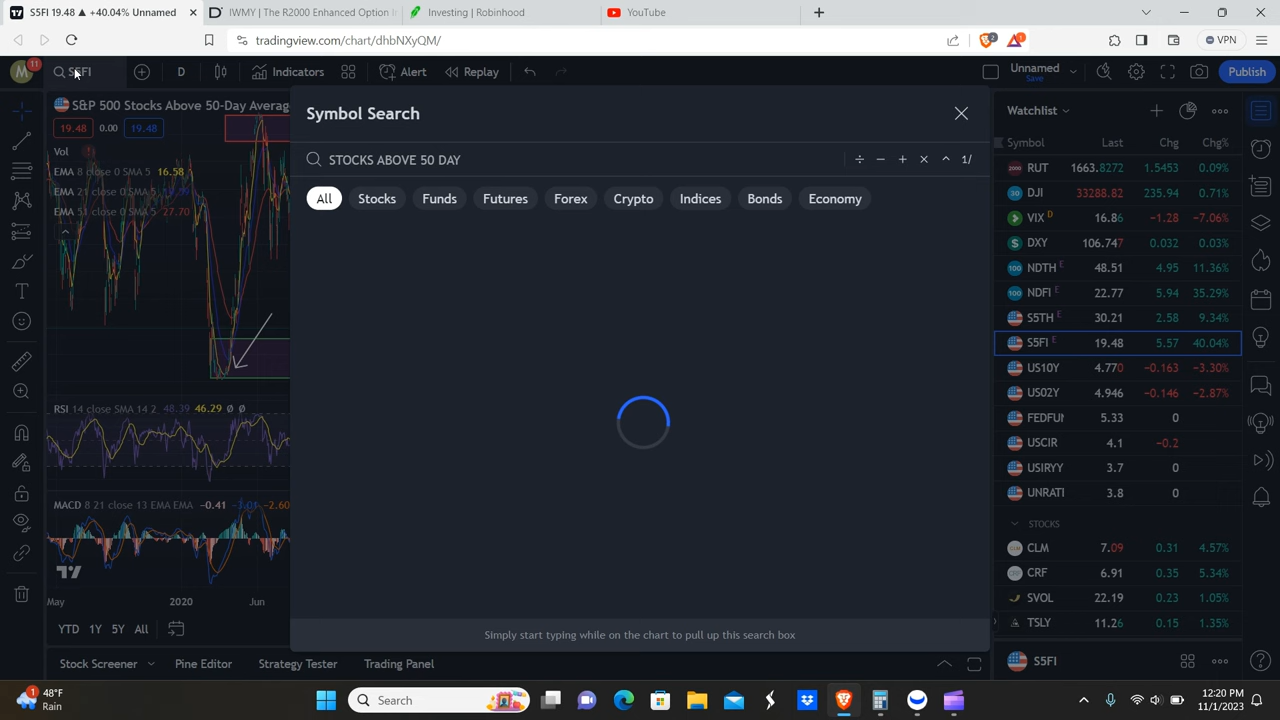 S5FI 19.48 ▲ +40.04% Unnamed
IWMY | The R2000 Enhanced Option In
Investing | Robinhood
YouTube
tradingview.com/chart/dhbNXyQM/
2
1
VPN
M
11
S5FI
D
Indicators
Alert
Replay
Unnamed
Save
Publish
S&P 500 Stocks Above 50-Day Averag
19.48 0.00 19.48
Vol
EMA 8 close 0 SMA 5 16.58
EMA 21 close 0 SMA 5
EMA 51 close 0 SMA 5 27.70
RSI 14 close SMA 14 2 48.39 46.29 Ø Ø
MACD 8 21 close 13 EMA EMA −0.41 −3.01 −2.60
May 2020 Jun
YTD 1Y 5Y All
Symbol Search
STOCKS ABOVE 50 DAY
÷ − + × ^ 1/
All Stocks Funds Futures Forex Crypto Indices Bonds Economy
Simply start typing while on the chart to pull up this search box
Watchlist
Symbol Last Chg Chg%
RUT 1663.8272 1.5453 0.09%
DJI 33288.82 235.94 0.71%
VIX D 16.86 −1.28 −7.06%
DXY 106.747 0.032 0.03%
NDTH E 48.51 4.95 11.36%
NDFI E 22.77 5.94 35.29%
S5TH E 30.21 2.58 9.34%
S5FI E 19.48 5.57 40.04%
US10Y 4.770 −0.163 −3.30%
US02Y 4.946 −0.146 −2.87%
FEDFUN 5.33 0
USCIR 4.1 −0.2
USIRYY 3.7 0
UNRATE 3.8 0
STOCKS
CLM 7.09 0.31 4.57%
CRF 6.91 0.35 5.34%
SVOL 22.19 0.23 1.05%
TSLY 11.26 0.15 1.35%
S5FI
Stock Screener Pine Editor Strategy Tester Trading Panel
1
48°F
Rain
Search
12:20 PM
11/1/2023